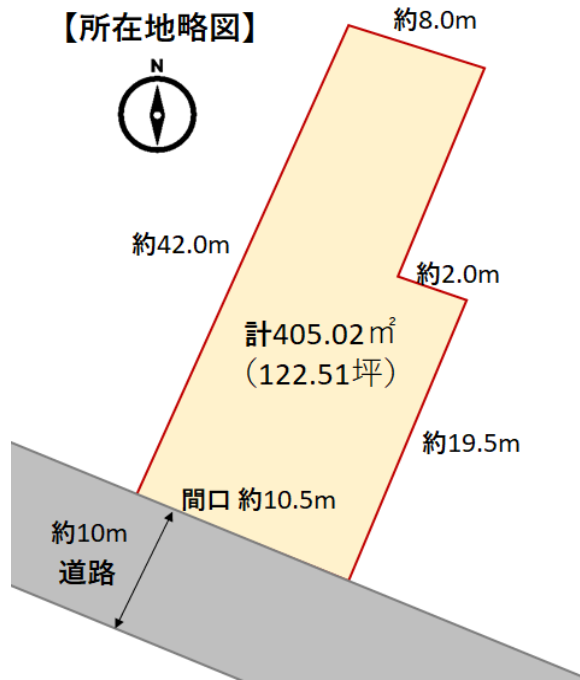 【所在地略図】
約8.0m
N
約42.0m
約2.0m
計405.02㎡
（122.51坪）
約19.5m
間口 約10.5m
約10m
道路